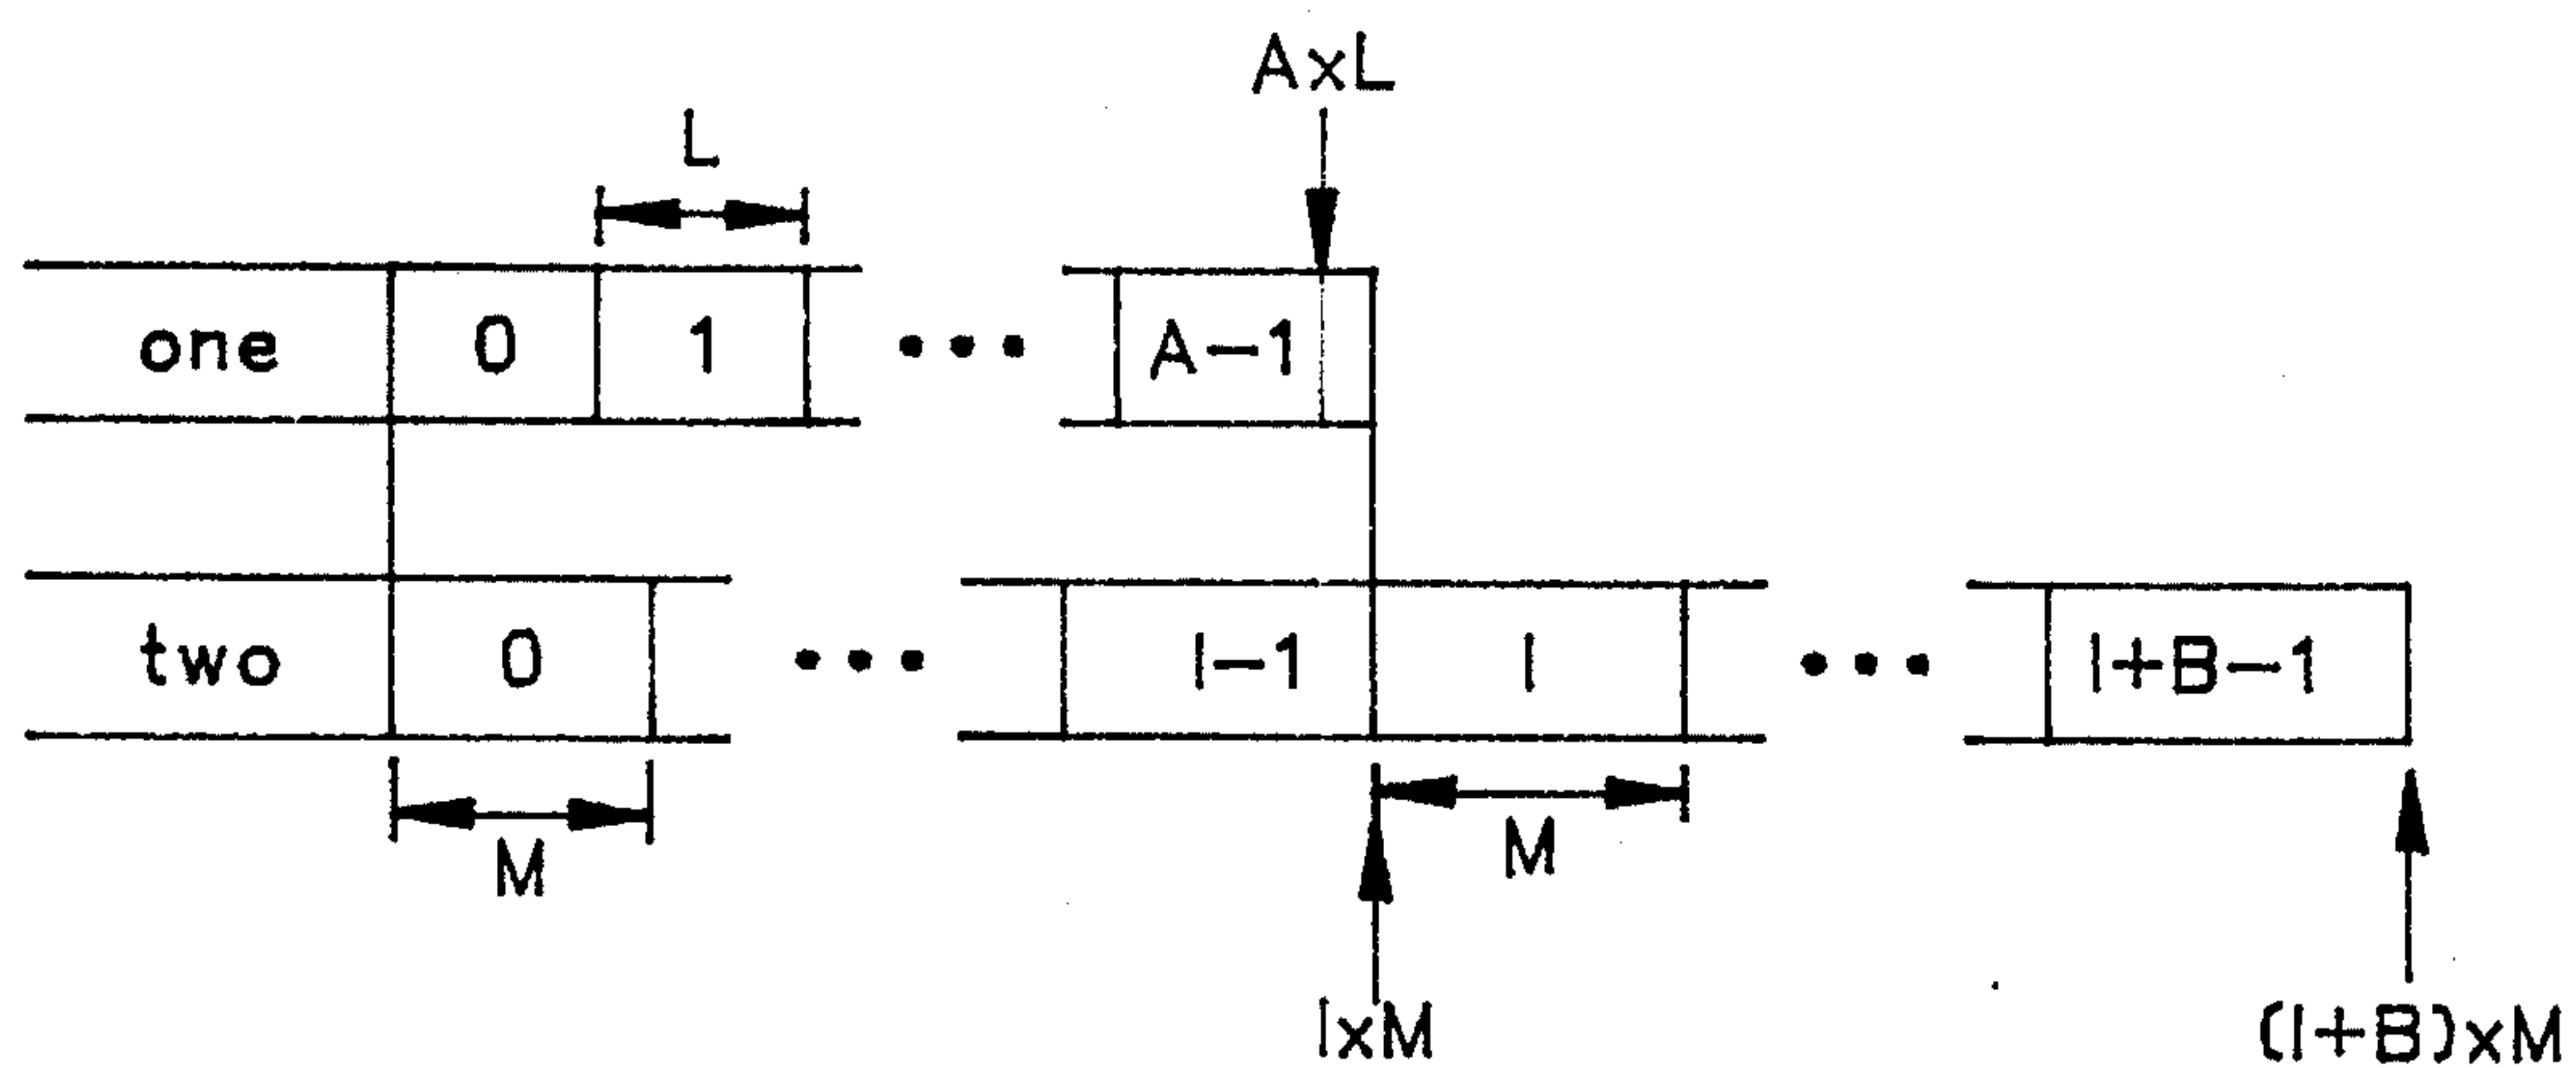 AxL
L
one 0 1 ••• A-1
two 0 ••• I-1 I ••• I+B-1
M M
IxM (I+B)xM